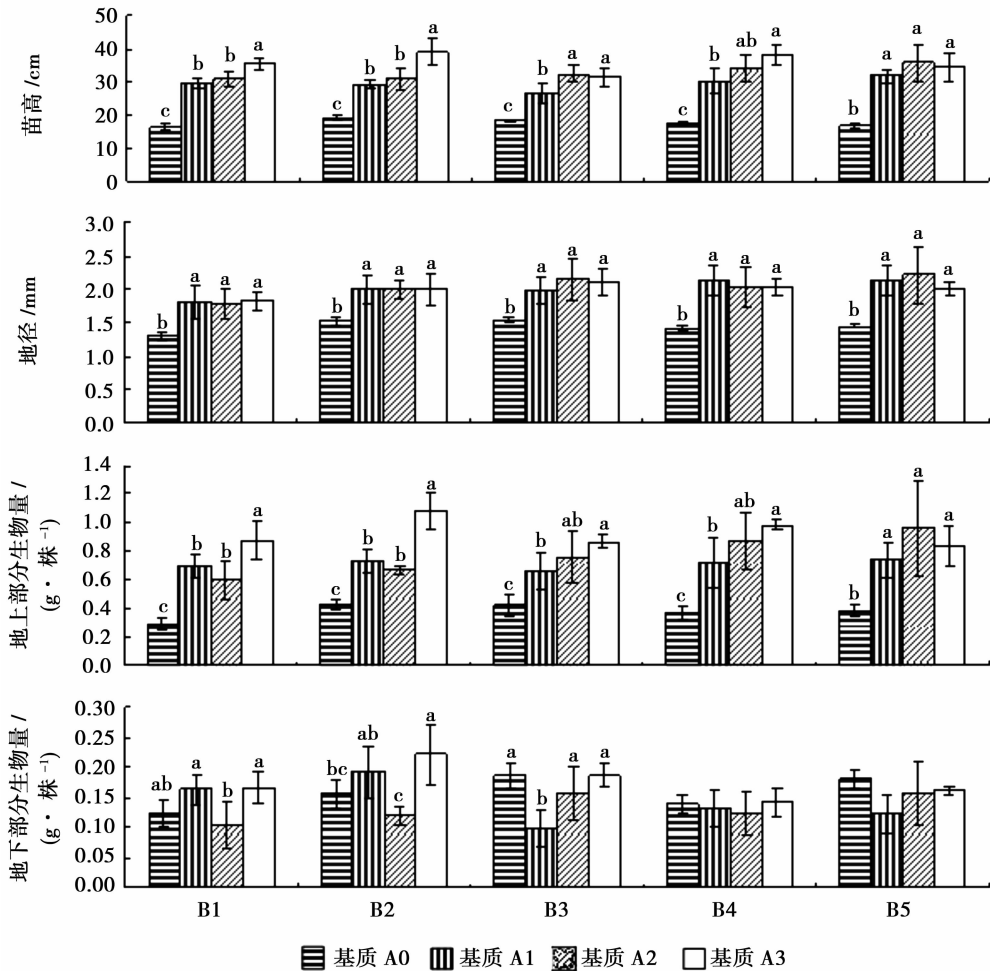 50
40
30
20
10
0
苗高 /cm
c b b a
c b b a
c b a a
c b ab a
b a a a
3.0
2.5
2.0
1.5
1.0
0.5
0.0
地径 /mm
b a a a
b a a a
b a a a
b a a a
b a a a
1.4
1.2
1.0
0.8
0.6
0.4
0.2
0.0
地上部分生物量 /
(g· 株 ⁻¹)
c b b a
c b b a
c b ab a
c b ab a
b a a a
0.30
0.25
0.20
0.15
0.10
0.05
0.00
地下部分生物量 /
(g· 株 ⁻¹)
ab a b a
bc ab c a
a b a a
B1 B2 B3 B4 B5
基质 A0 基质 A1 基质 A2 基质 A3